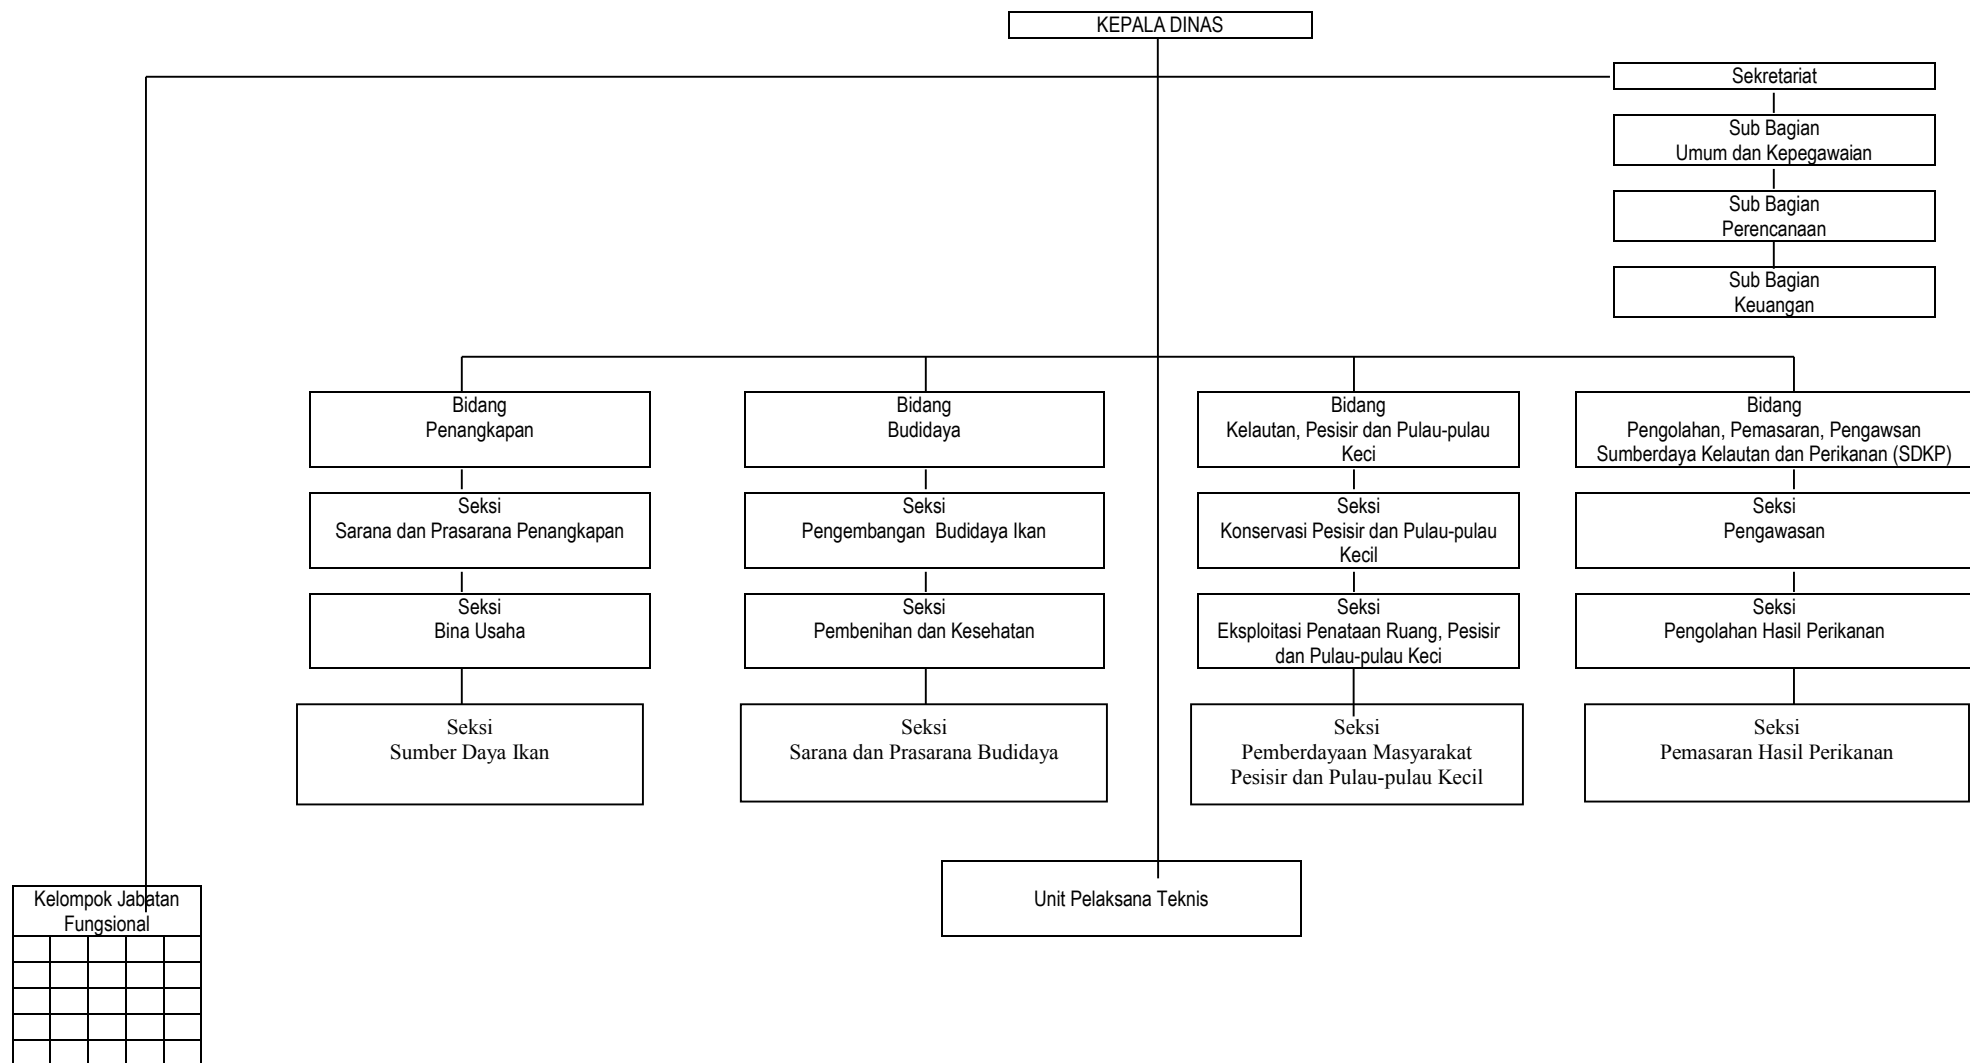 KEPALA DINAS
Sekretariat
Sub Bagian
Umum dan Kepegawaian
Sub Bagian
Perencanaan
Sub Bagian
Keuangan
Bidang
Penangkapan
Seksi
Sarana dan Prasarana Penangkapan
Seksi
Bina Usaha
Seksi
Sumber Daya Ikan
Bidang
Budidaya
Seksi
Pengembangan Budidaya Ikan
Seksi
Pembenihan dan Kesehatan
Seksi
Sarana dan Prasarana Budidaya
Bidang
Kelautan, Pesisir dan Pulau-pulau
Keci
Seksi
Konservasi Pesisir dan Pulau-pulau
Kecil
Seksi
Eksploitasi Penataan Ruang, Pesisir
dan Pulau-pulau Keci
Seksi
Pemberdayaan Masyarakat
Pesisir dan Pulau-pulau Kecil
Bidang
Pengolahan, Pemasaran, Pengawsan
Sumberdaya Kelautan dan Perikanan (SDKP)
Seksi
Pengawasan
Seksi
Pengolahan Hasil Perikanan
Seksi
Pemasaran Hasil Perikanan
Unit Pelaksana Teknis
Kelompok Jabatan
Fungsional